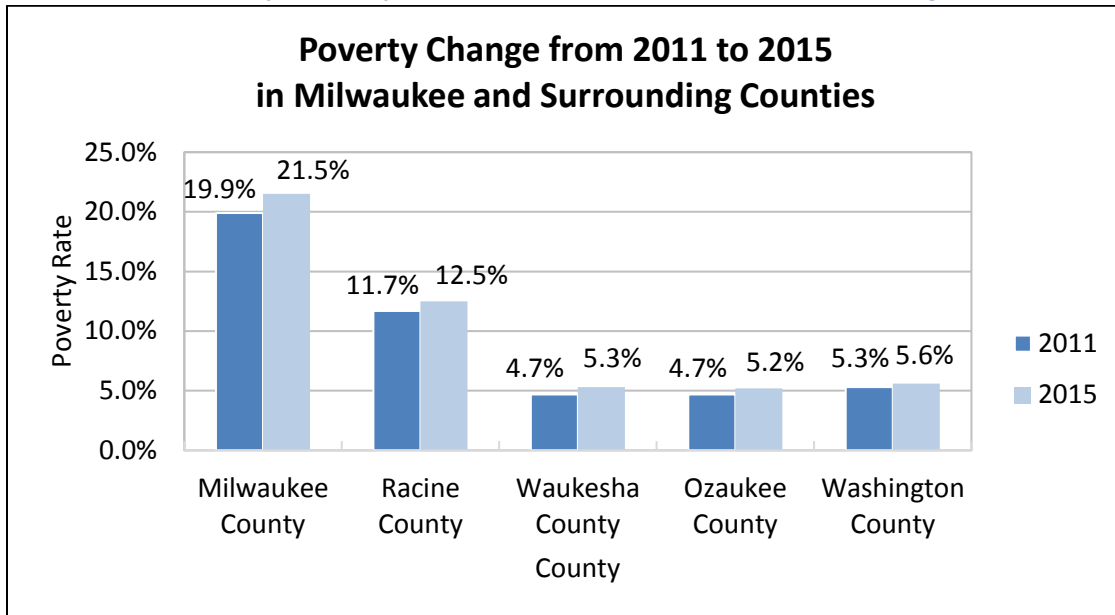 Poverty Change from 2011 to 2015
in Milwaukee and Surrounding Counties
25.0%
20.0%
15.0%
10.0%
5.0%
0.0%
Poverty Rate
19.9%
21.5%
11.7%
12.5%
4.7%
5.3%
4.7%
5.2%
5.3%
5.6%
Milwaukee
County
Racine
County
Waukesha
County
Ozaukee
County
Washington
County
County
2011
2015